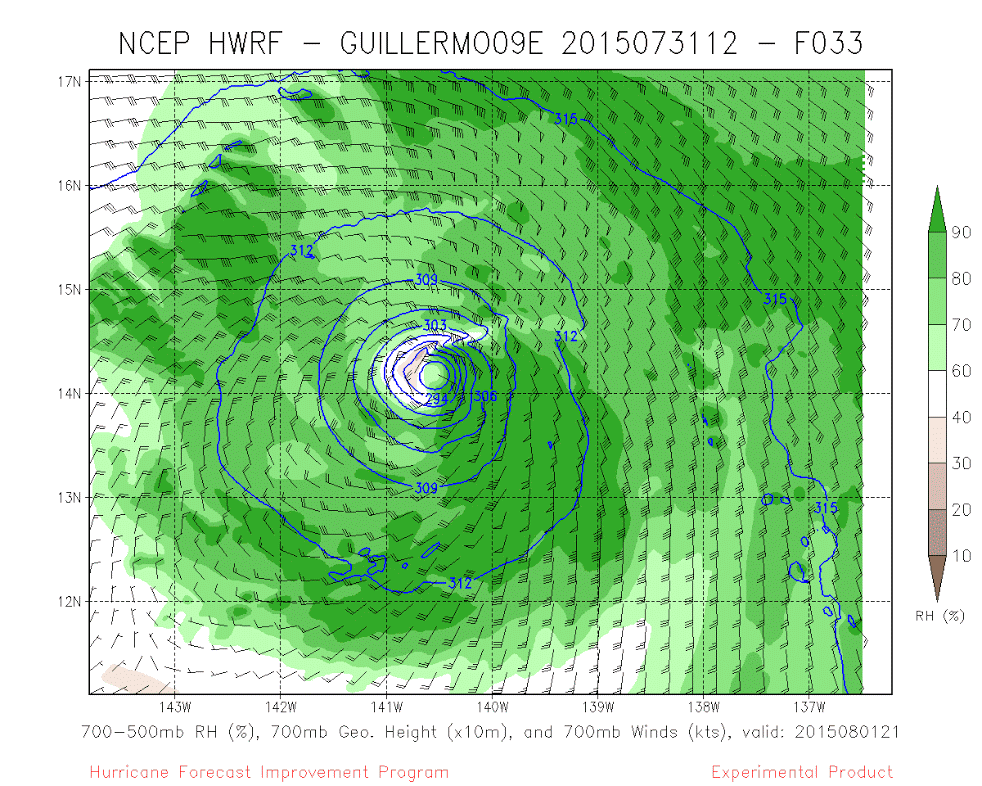 NCEP HWRF – GUILLERMO09E 2015073112 – F033
17N
315
16N
312
90
309
80
15N
315
303
70
312
60
14N
294
306
40
30
309
13N
315
20
10
312
12N
RH (%)
143W 142W 141W 140W 139W 138W 137W
700–500mb RH (%), 700mb Geo. Height (x10m), and 700mb Winds (kts), valid: 2015080121
Hurricane Forecast Improvement Program Experimental Product